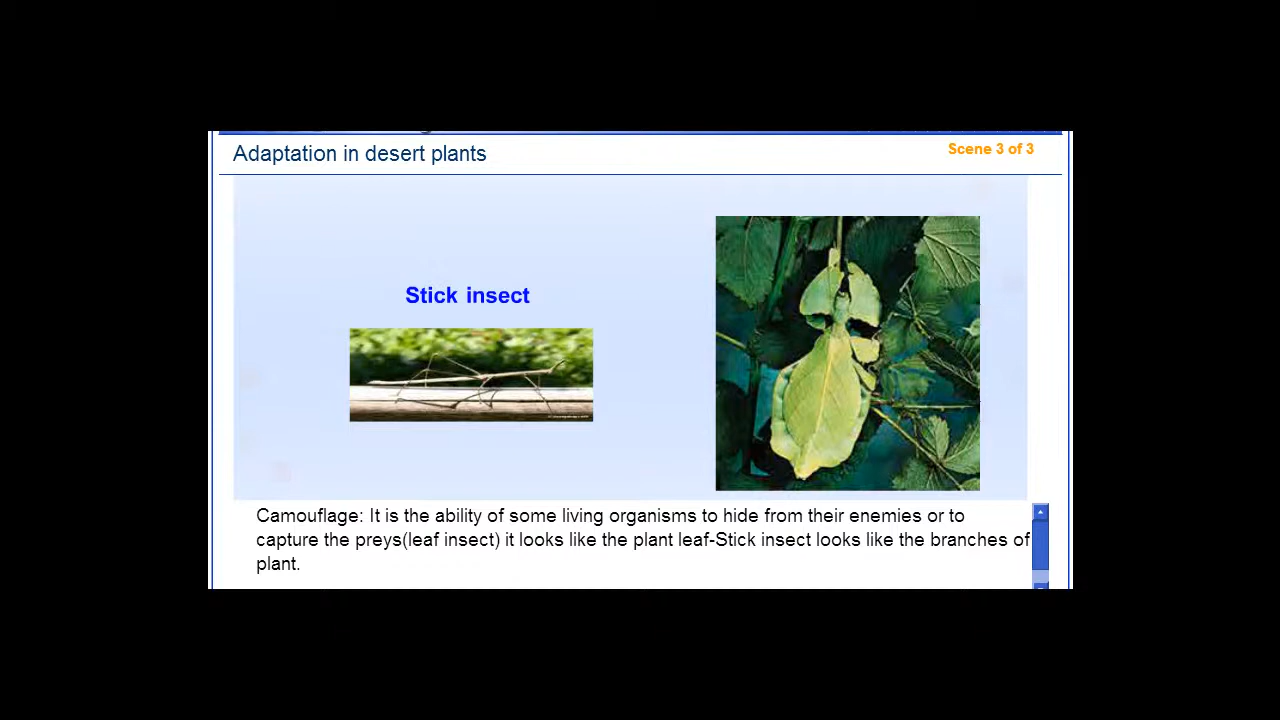 Adaptation in desert plants
Scene 3 of 3
Stick insect
Camouflage: It is the ability of some living organisms to hide from their enemies or to
capture the preys(leaf insect) it looks like the plant leaf-Stick insect looks like the branches of
plant.